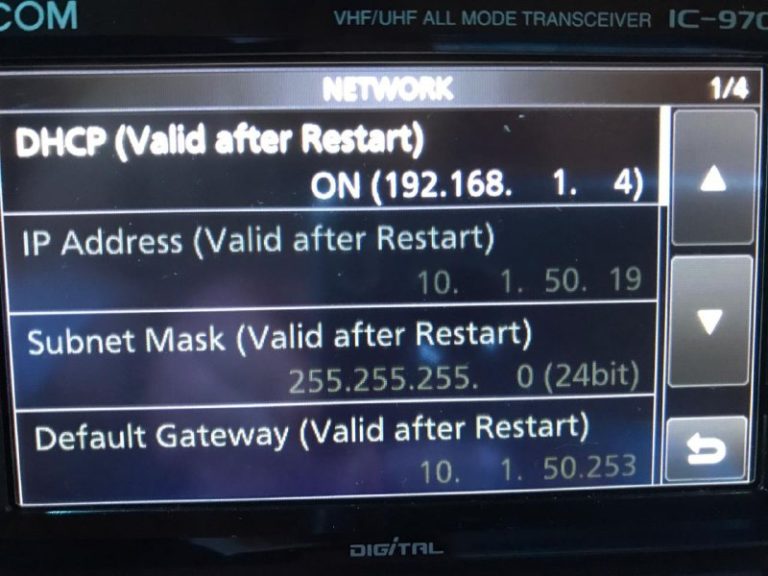 COM VHF/UHF ALL MODE TRANSCEIVER IC-970
NETWORK 1/4
DHCP (Valid after Restart)
ON (192.168. 1. 4)
IP Address (Valid after Restart)
10. 1. 50. 19
Subnet Mask (Valid after Restart)
255.255.255. 0 (24bit)
Default Gateway (Valid after Restart)
10. 1. 50.253
DIGITAL